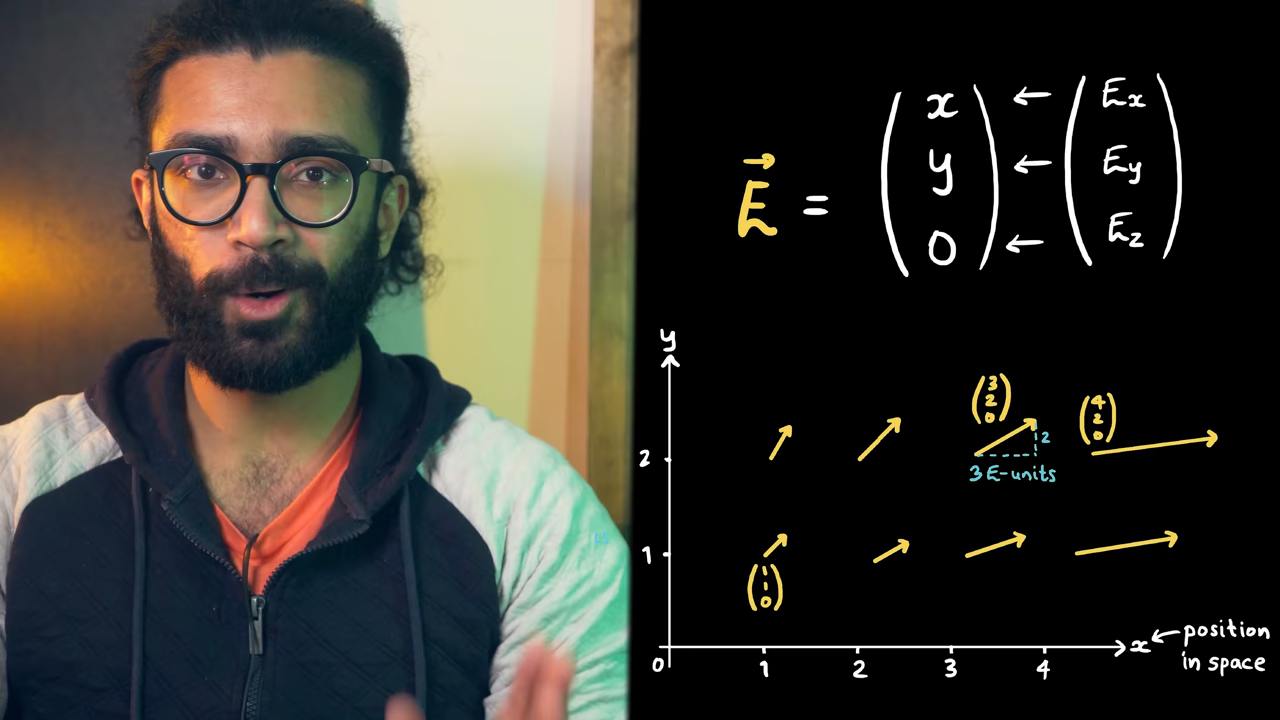 E = ( x ) ← ( Ex )
( y ) ← ( Ey )
( 0 ) ← ( Ez )
y
( 3 2 0 )
( 4 2 0 )
2
2
3 E-units
1
( 1 1 0 )
0
1
2
3
4
x ← position
in space